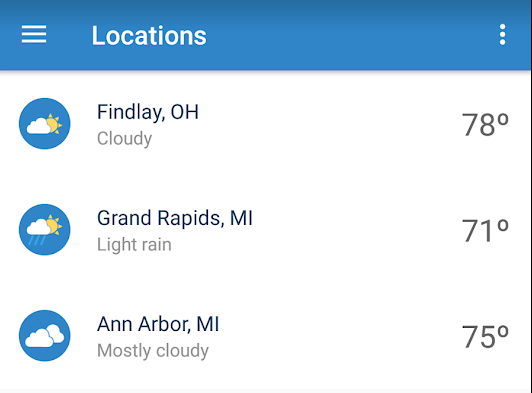 Locations
Findlay, OH
Cloudy
78º
Grand Rapids, MI
Light rain
71º
Ann Arbor, MI
Mostly cloudy
75º